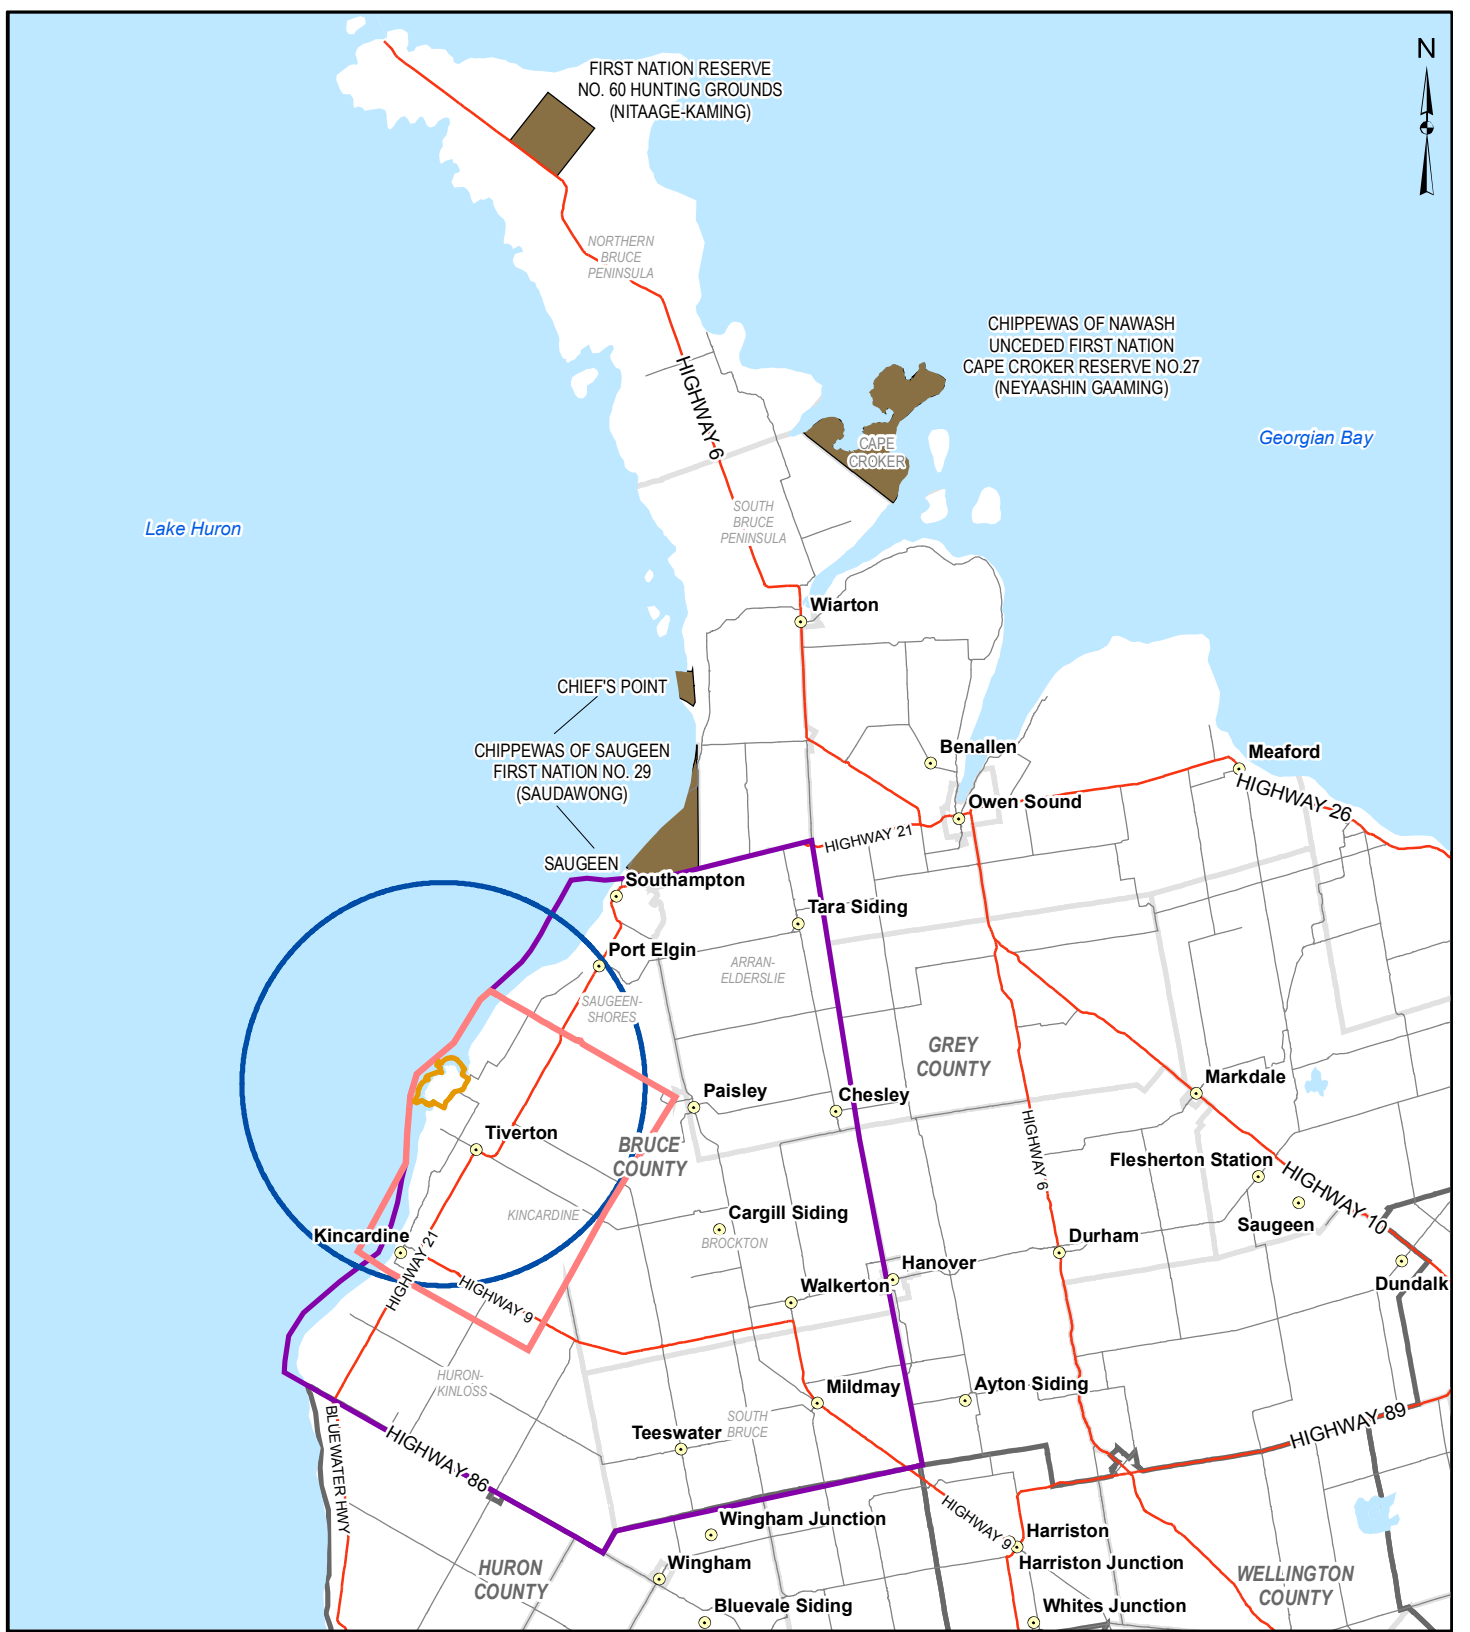 N
FIRST NATION RESERVE
NO. 60 HUNTING GROUNDS
(NITAAGE-KAMING)
NORTHERN
BRUCE
PENINSULA
CHIPPEWAS OF NAWASH
UNCEDED FIRST NATION
CAPE CROKER RESERVE NO.27
(NEYAASHIN GAAMING)
HIGHWAY 6
CAPE
CROKER
Georgian Bay
Lake Huron
SOUTH
BRUCE
PENINSULA
Wiarton
CHIEF'S POINT
CHIPPEWAS OF SAUGEEN
FIRST NATION NO. 29
(SAUDAWONG)
Benallen
Meaford
Owen Sound
HIGHWAY 26
HIGHWAY 21
SAUGEEN
Southampton
Tara Siding
Port Elgin
ARRAN-
ELDERSLIE
SAUGEEN-
SHORES
GREY
COUNTY
Markdale
Paisley
Chesley
Tiverton
BRUCE
COUNTY
HIGHWAY 6
Flesherton Station
HIGHWAY 10
KINCARDINE
Cargill Siding
BROCKTON
Saugeen
Kincardine
HIGHWAY 21
Durham
Hanover
Dundalk
Walkerton
HIGHWAY 9
HURON-
KINLOSS
Mildmay
Ayton Siding
SOUTH
BRUCE
Teeswater
HIGHWAY 89
BLUEWATER HWY
HIGHWAY 86
HIGHWAY 9
Wingham Junction
Harriston
Harriston Junction
Wingham
HURON
COUNTY
WELLINGTON
COUNTY
Bluevale Siding
Whites Junction